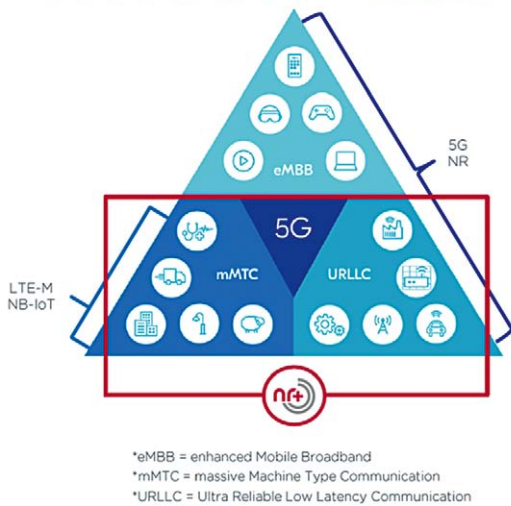 eMBB
5G
NR
5G
mMTC
URLLC
LTE-M
NB-IoT
nr+
*eMBB = enhanced Mobile Broadband
*mMTC = massive Machine Type Communication
*URLLC = Ultra Reliable Low Latency Communication